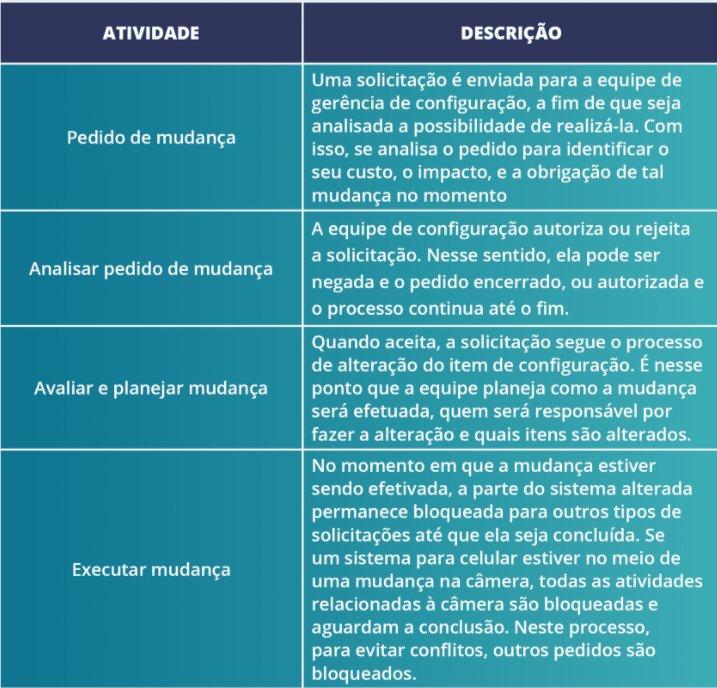 ATIVIDADE
DESCRIÇÃO
Pedido de mudança
Uma solicitação é enviada para a equipe de
gerência de configuração, a fim de que seja
analisada a possibilidade de realizá-la. Com
isso, se analisa o pedido para identificar o
seu custo, o impacto, e a obrigação de tal
mudança no momento
Analisar pedido de mudança
A equipe de configuração autoriza ou rejeita
a solicitação. Nesse sentido, ela pode ser
negada e o pedido encerrado, ou autorizada e
o processo continua até o fim.
Avaliar e planejar mudança
Quando aceita, a solicitação segue o processo
de alteração do item de configuração. É nesse
ponto que a equipe planeja como a mudança
será efetuada, quem será responsável por
fazer a alteração e quais itens são alterados.
Executar mudança
No momento em que a mudança estiver
sendo efetivada, a parte do sistema alterada
permanece bloqueada para outros tipos de
solicitações até que ela seja concluída. Se
um sistema para celular estiver no meio de
uma mudança na câmera, todas as atividades
relacionadas à câmera são bloqueadas e
aguardam a conclusão. Neste processo,
para evitar conflitos, outros pedidos são
bloqueados.